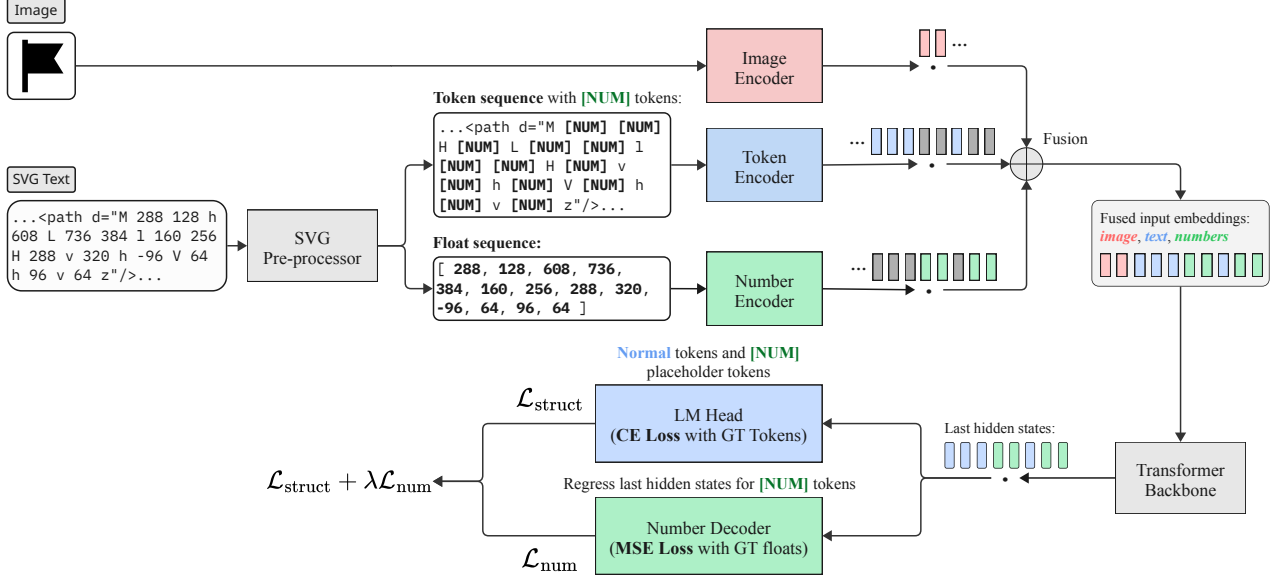 Image
Image
Encoder
...
Token sequence with [NUM] tokens:
...<path d="M [NUM] [NUM]
H [NUM] L [NUM] [NUM] l
[NUM] [NUM] H [NUM] v
[NUM] h [NUM] V [NUM] h
[NUM] v [NUM] z"/>...
Token
Encoder
...
Fusion
SVG Text
...<path d="M 288 128 h
608 L 736 384 l 160 256
H 288 v 320 h -96 V 64
h 96 v 64 z"/>...
SVG
Pre-processor
Float sequence:
[ 288, 128, 608, 736,
384, 160, 256, 288, 320,
-96, 64, 96, 64 ]
Number
Encoder
...
Fused input embeddings:
image, text, numbers
Normal tokens and [NUM]
placeholder tokens
ℒstruct
LM Head
(CE Loss with GT Tokens)
Last hidden states:
Transformer
Backbone
ℒstruct + λℒnum
Regress last hidden states for [NUM] tokens
Number Decoder
(MSE Loss with GT floats)
ℒnum